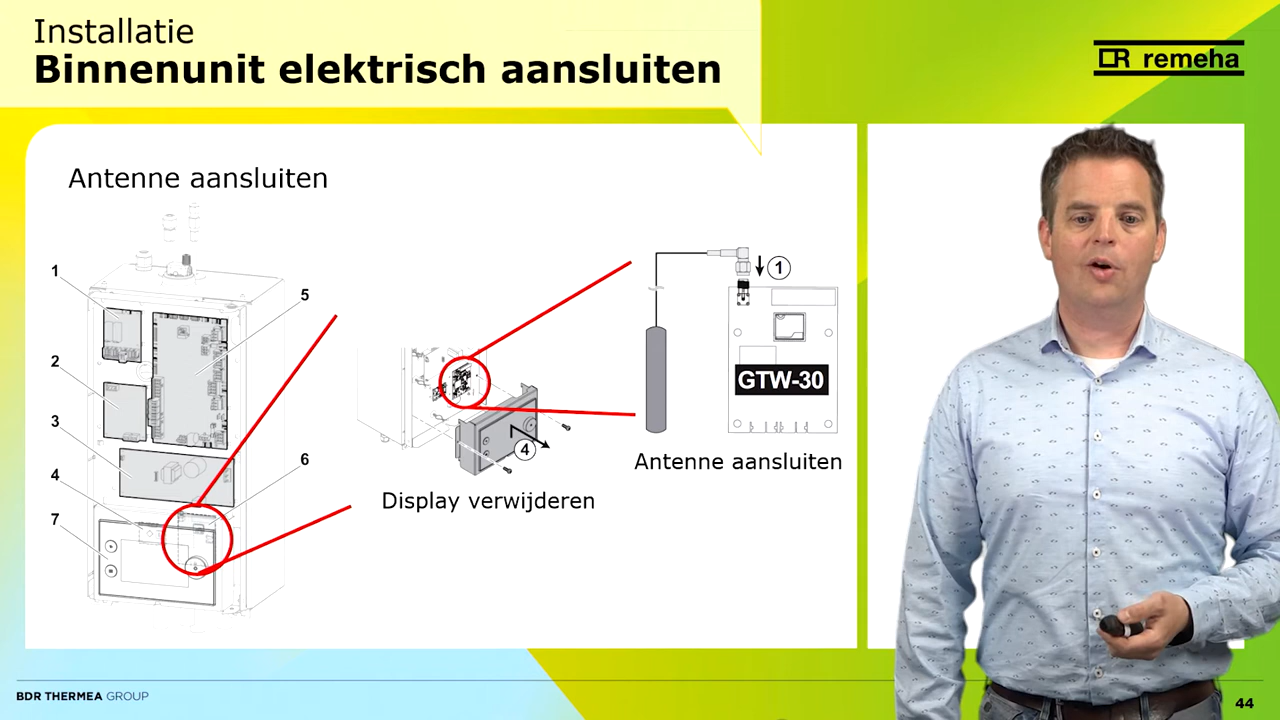 Installatie
Binnenunit elektrisch aansluiten
remeha
Antenne aansluiten
1
2
3
4
7
5
6
4
Display verwijderen
1
GTW-30
Antenne aansluiten
BDR THERMEA GROUP
44